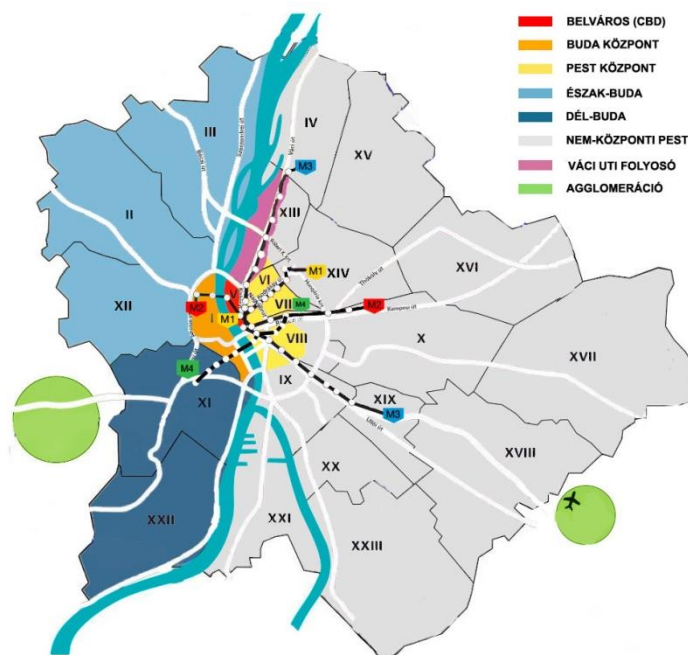 BELVÁROS (CBD)
BUDA KÖZPONT
PEST KÖZPONT
ÉSZAK-BUDA
DÉL-BUDA
NEM-KÖZPONTI PEST
VÁCI UTI FOLYOSÓ
AGGLOMERÁCIÓ
III
IV
XV
II
M3
XIII
XII
VI
M1
XIV
XVI
V
VII
M4
M2
M2
M1
I
VIII
X
XVII
M4
IX
XI
XIX
M3
XVIII
XX
XXII
XXI
XXIII